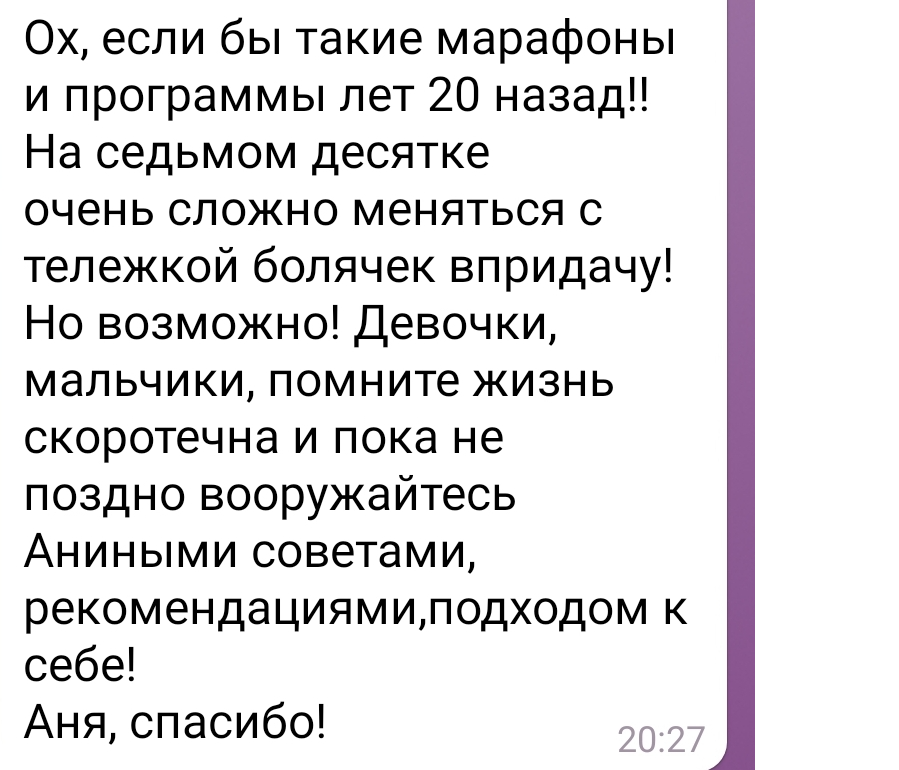 Ох, если бы такие марафоны
и программы лет 20 назад!!
На седьмом десятке
очень сложно меняться с
тележкой болячек впридачу!
Но возможно! Девочки,
мальчики, помните жизнь
скоротечна и пока не
поздно вооружайтесь
Аниными советами,
рекомендациями,подходом к
себе!
Аня, спасибо!
20:27